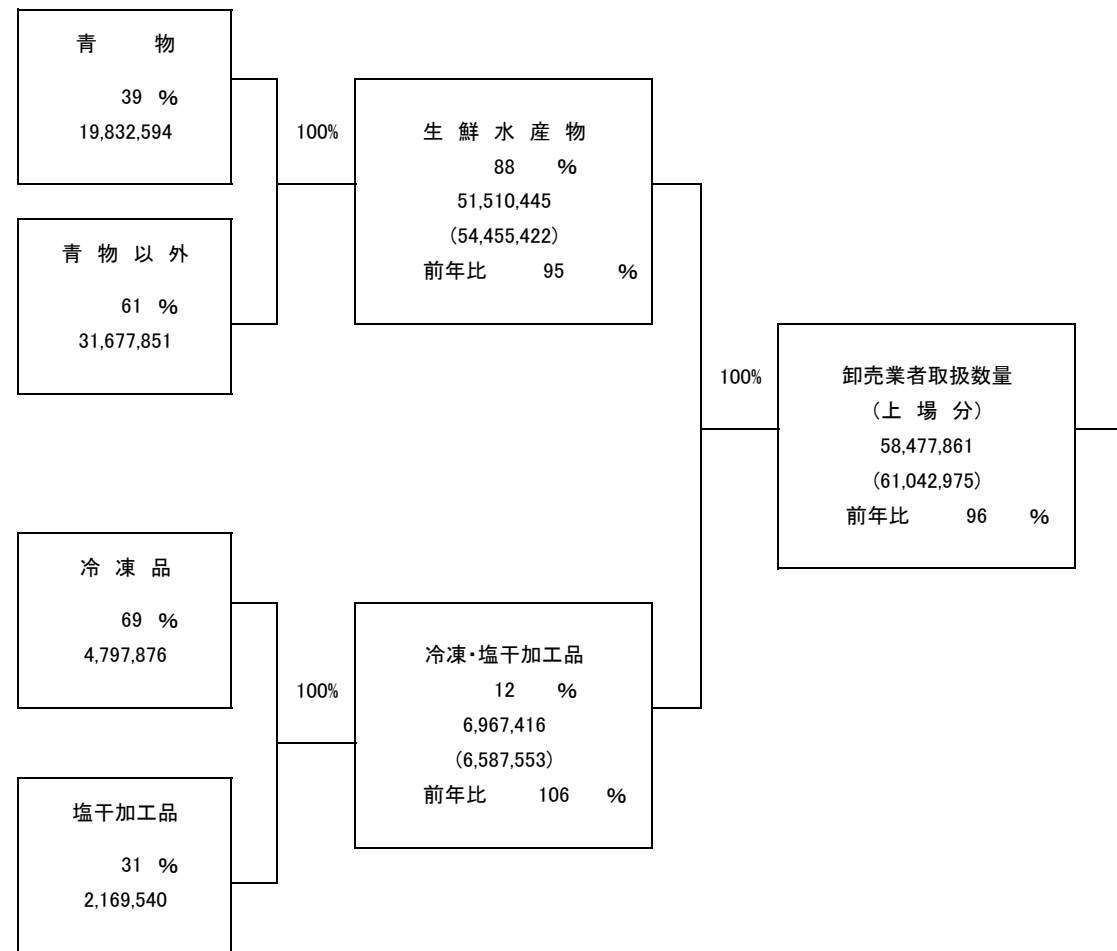 青 物
39 %
19,832,594
青 物 以 外
61 %
31,677,851
100%
生 鮮 水 産 物
88 %
51,510,445
(54,455,422)
前年比 95 %
100%
卸売業者取扱数量
(上 場 分)
58,477,861
(61,042,975)
前年比 96 %
冷 凍 品
69 %
4,797,876
塩干加工品
31 %
2,169,540
100%
冷凍・塩干加工品
12 %
6,967,416
(6,587,553)
前年比 106 %